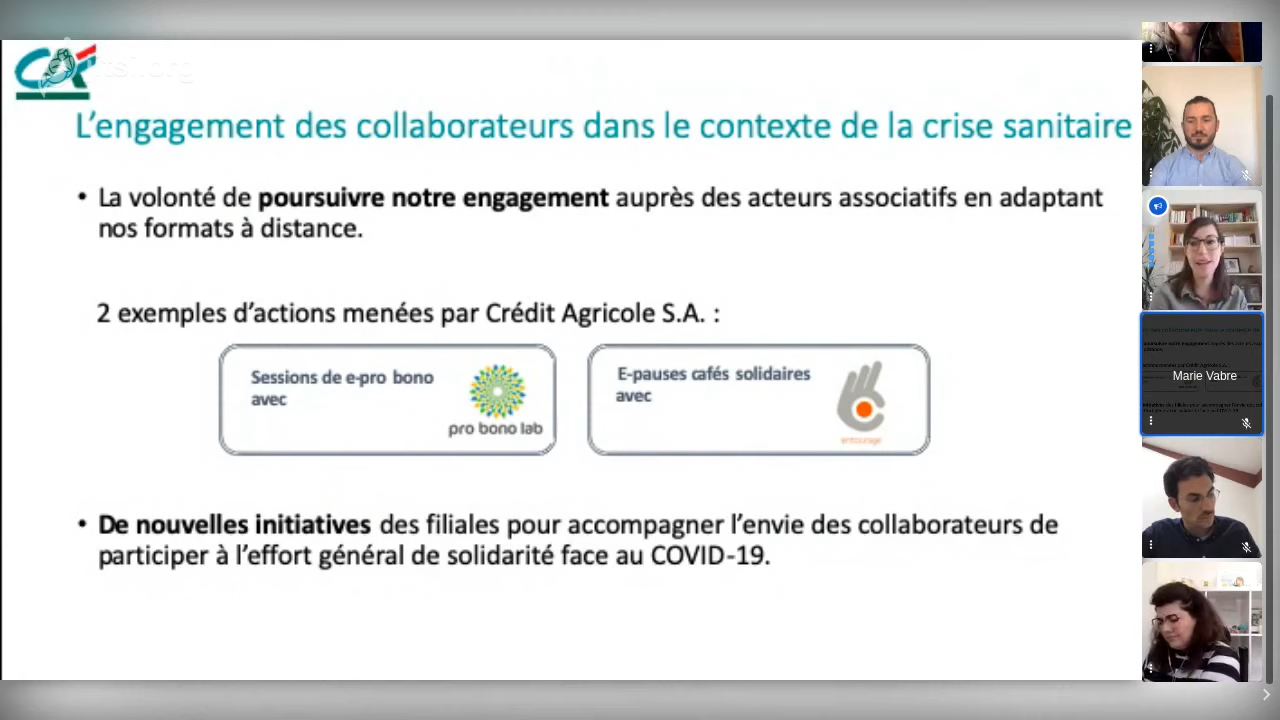 jitsi.org
L'engagement des collaborateurs dans le contexte de la crise sanitaire
• La volonté de poursuivre notre engagement auprès des acteurs associatifs en adaptant
nos formats à distance.
2 exemples d'actions menées par Crédit Agricole S.A. :
Sessions de e-pro bono
avec
pro bono lab
E-pauses cafés solidaires
avec
entourage
• De nouvelles initiatives des filiales pour accompagner l'envie des collaborateurs de
participer à l'effort général de solidarité face au COVID-19.
Marie Vabre